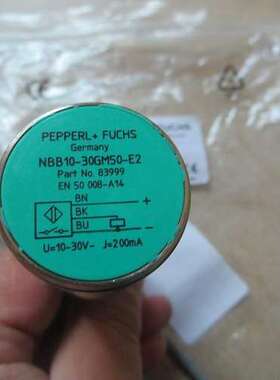 PEPPERL+ FUCHS
Germany
NBB10-30GM50-E2
Part No. 83999
EN 50 008-A14
BN
BK
BU
U=10-30V- J=200mA